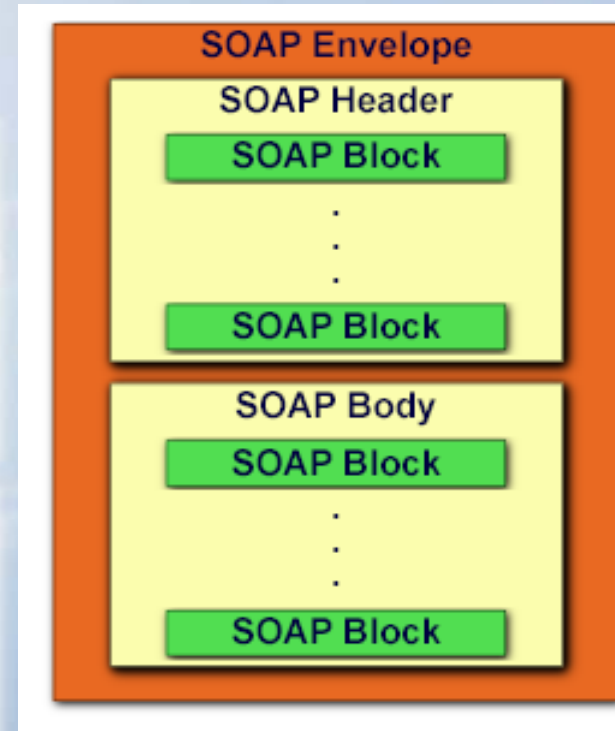 SOAP Envelope
SOAP Header
SOAP Block
.
.
.
SOAP Block
SOAP Body
SOAP Block
.
.
.
SOAP Block